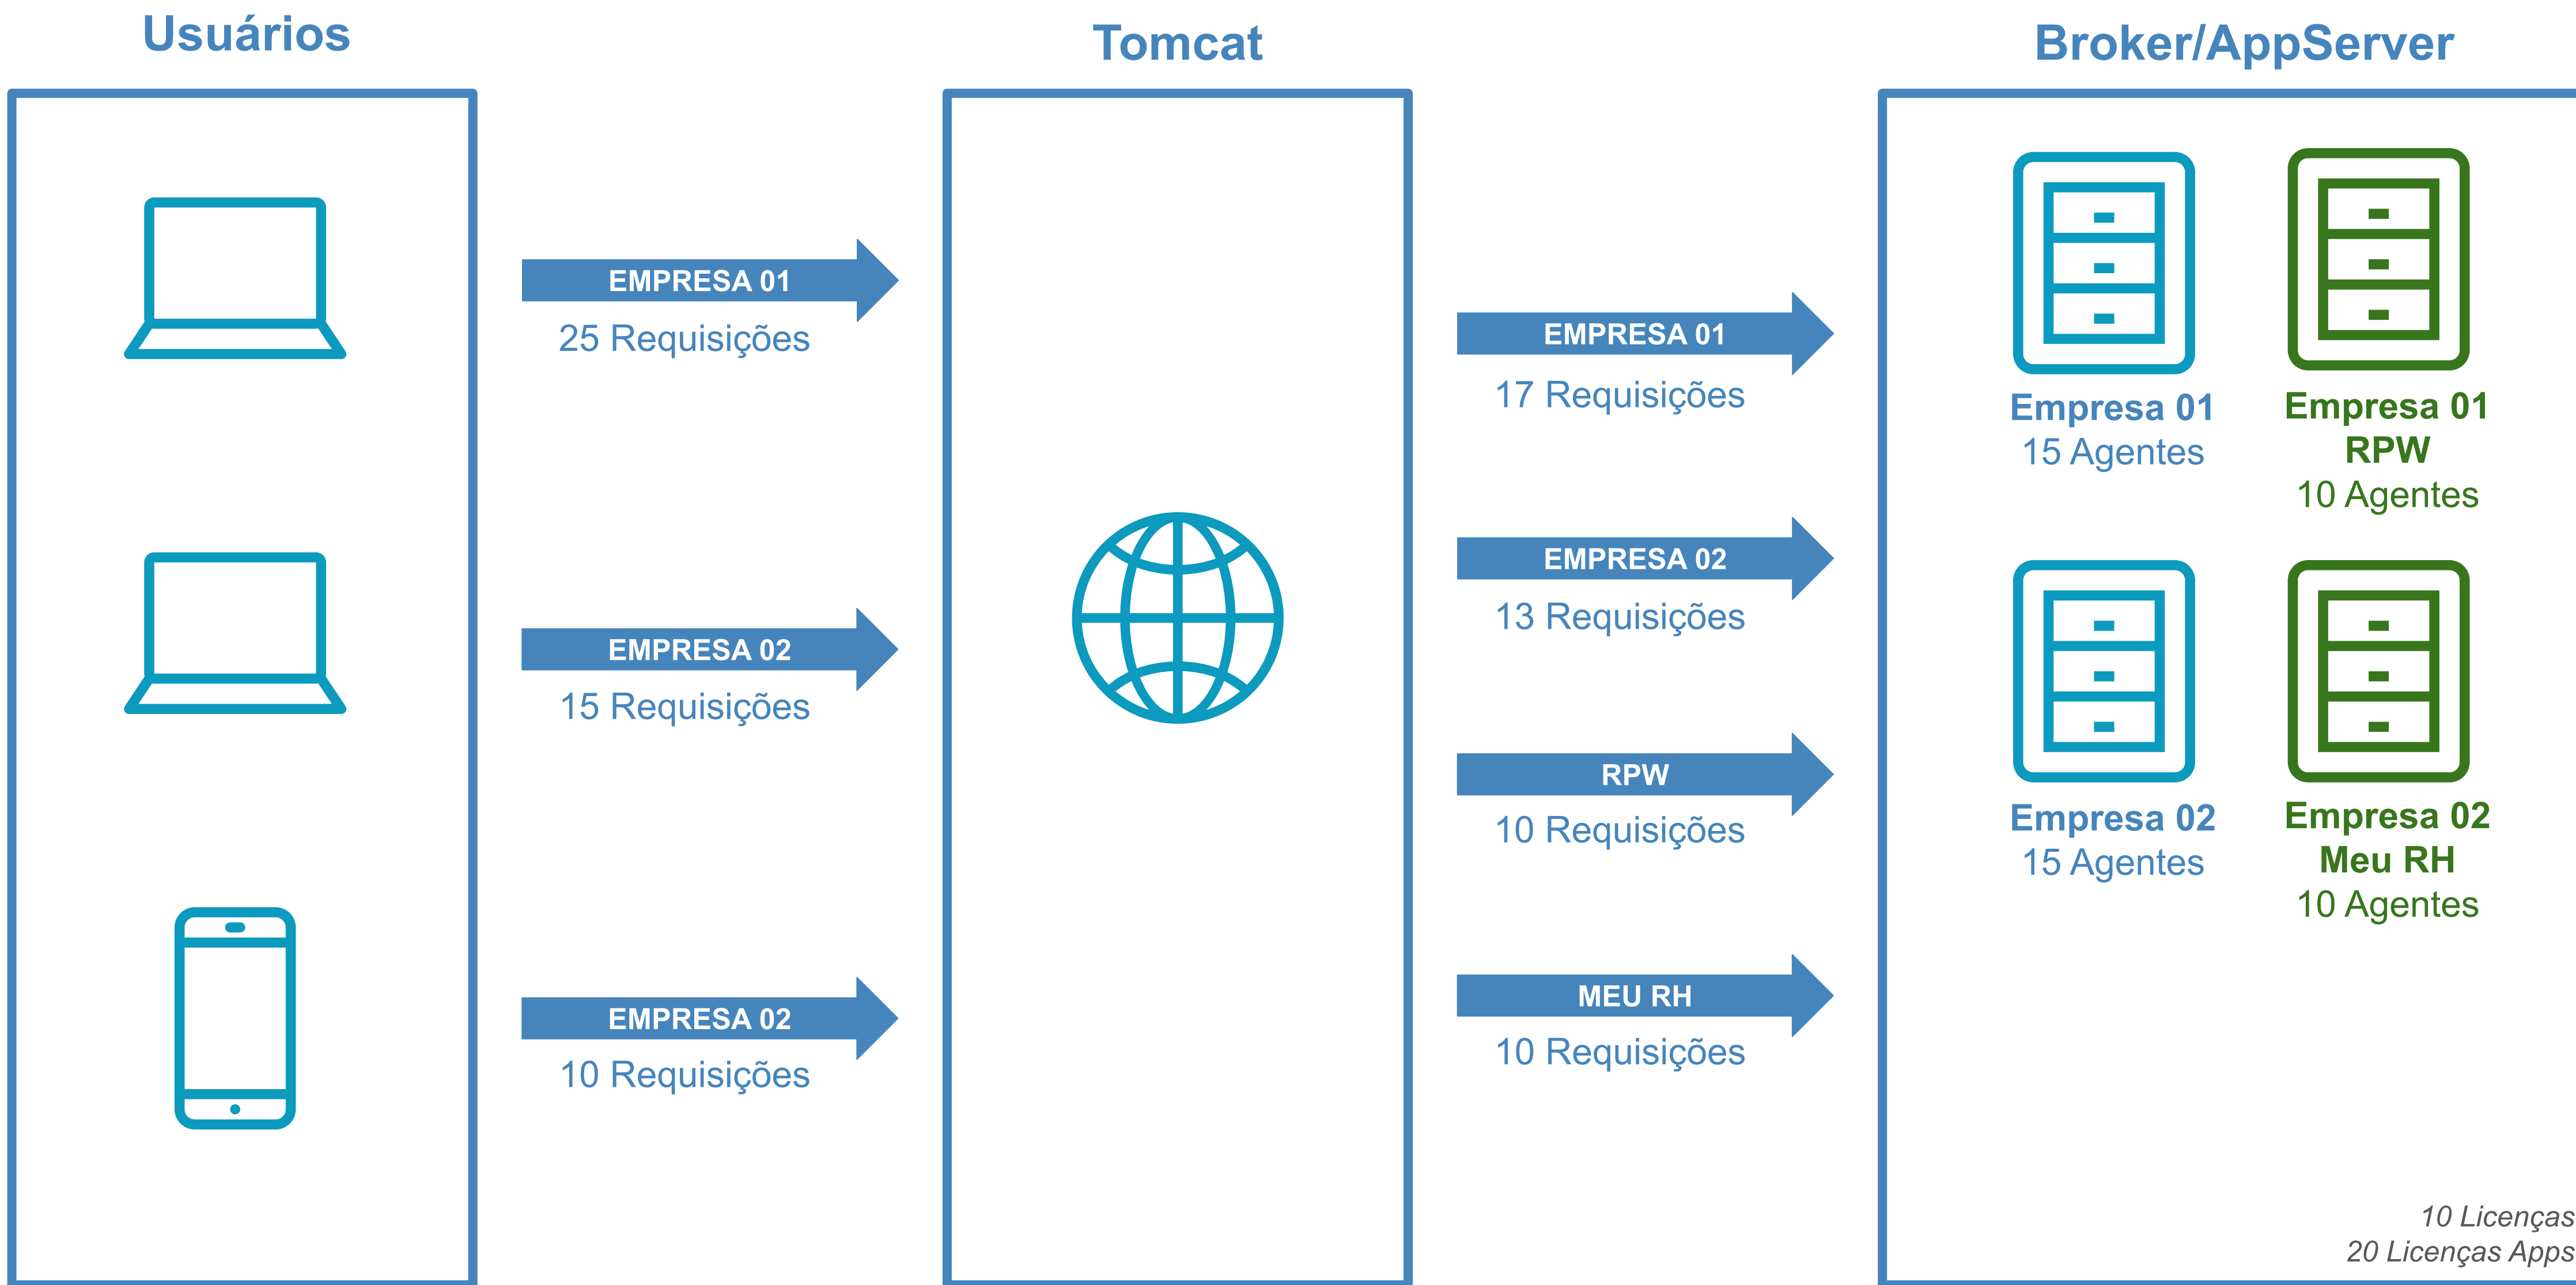 Usuários
Tomcat
Broker/AppServer
EMPRESA 01
25 Requisições
EMPRESA 02
15 Requisições
EMPRESA 02
10 Requisições
EMPRESA 01
17 Requisições
EMPRESA 02
13 Requisições
RPW
10 Requisições
MEU RH
10 Requisições
Empresa 01
15 Agentes
Empresa 01
RPW
10 Agentes
Empresa 02
15 Agentes
Empresa 02
Meu RH
10 Agentes
10 Licenças
20 Licenças Apps